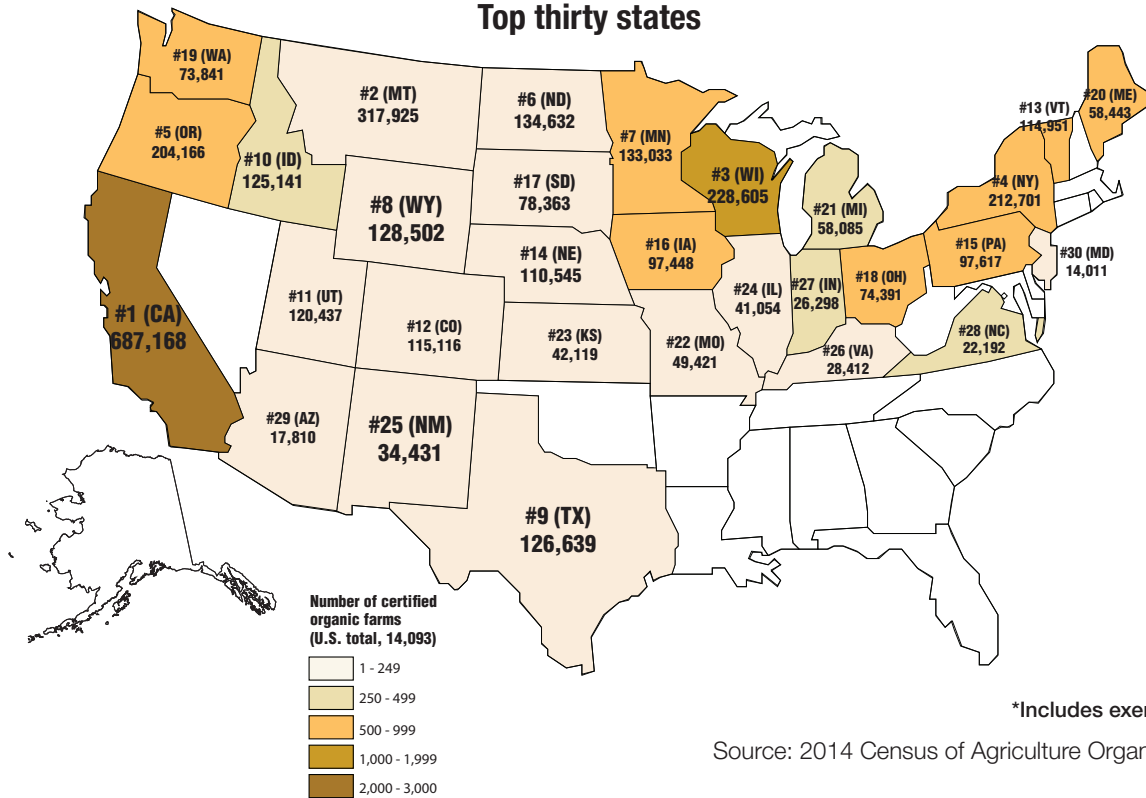 Top thirty states
#19 (WA)
73,841
#2 (MT)
317,925
#6 (ND)
134,632
#7 (MN)
133,033
#13 (VT)
114,951
#20 (ME)
58,443
#5 (OR)
204,166
#10 (ID)
125,141
#8 (WY)
128,502
#17 (SD)
78,363
#3 (WI)
228,605
#21 (MI)
58,085
#4 (NY)
212,701
#1 (CA)
687,168
#11 (UT)
120,437
#12 (CO)
115,116
#14 (NE)
110,545
#16 (IA)
97,448
#24 (IL)
41,054
#27 (IN)
26,298
#18 (OH)
74,391
#15 (PA)
97,617
#30 (MD)
14,011
#23 (KS)
42,119
#22 (MO)
49,421
#26 (VA)
28,412
#28 (NC)
22,192
#29 (AZ)
17,810
#25 (NM)
34,431
#9 (TX)
126,639
Number of certified
organic farms
(U.S. total, 14,093)
1 - 249
250 - 499
500 - 999
1,000 - 1,999
2,000 - 3,000
*Includes exer
Source: 2014 Census of Agriculture Organ